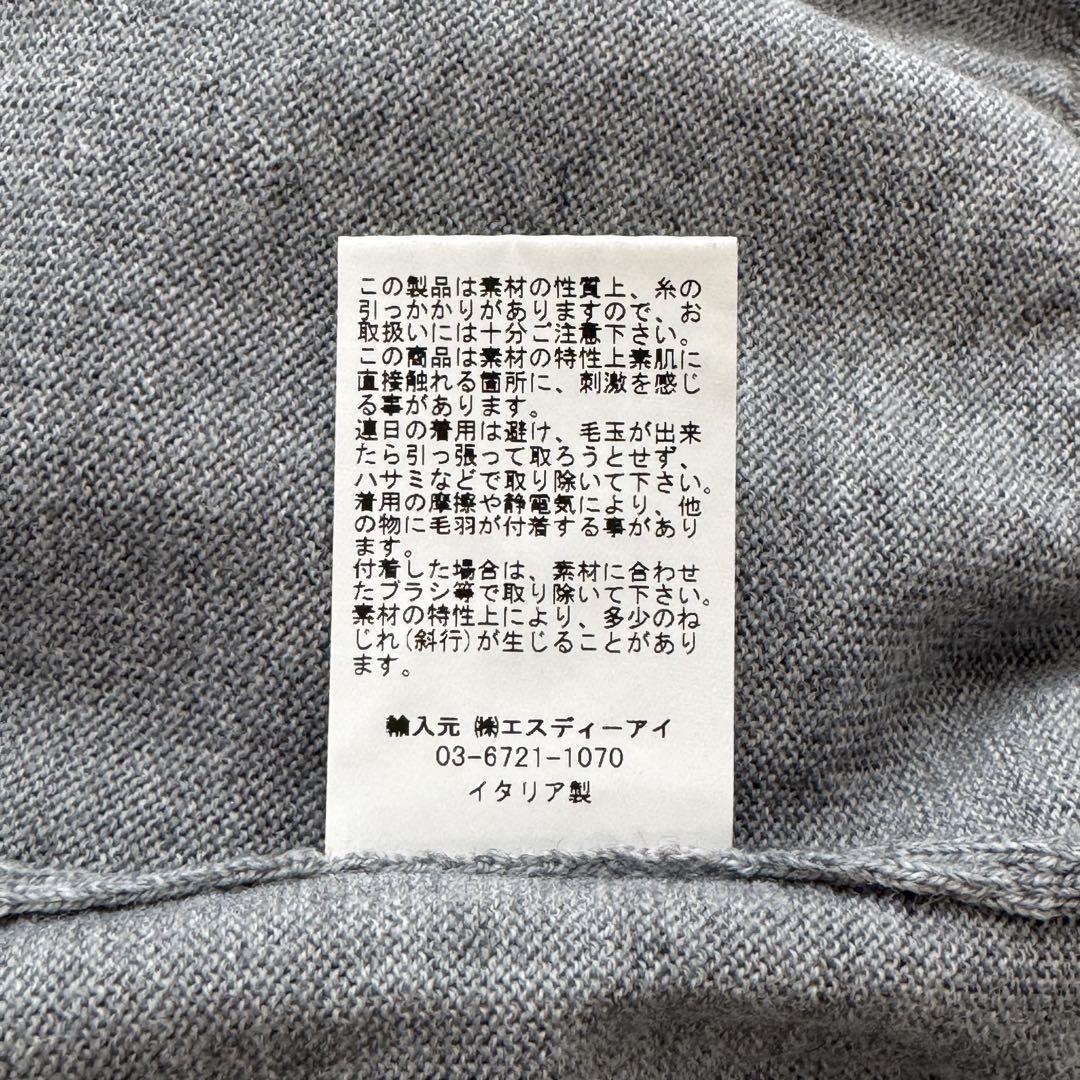 この製品は素材の性質上、糸の
引っかかりがありますので、お
取扱いには十分ご注意下さい。
この商品は素材の特性上素肌に
直接触れる箇所に、刺激を感じ
る事があります。
連日の着用は避け、毛玉が出来
たら引っ張って取ろうとせず、
ハサミなどで取り除いて下さい。
着用の摩擦や静電気により、他
の物に毛羽が付着する事があり
ます。
付着した場合は、素材に合わせ
たブラシ等で取り除いて下さい。
素材の特性上により、多少のね
じれ(斜行)が生じることがあり
ます。
輸入元 ㈱エスディーアイ
03-6721-1070
イタリア製